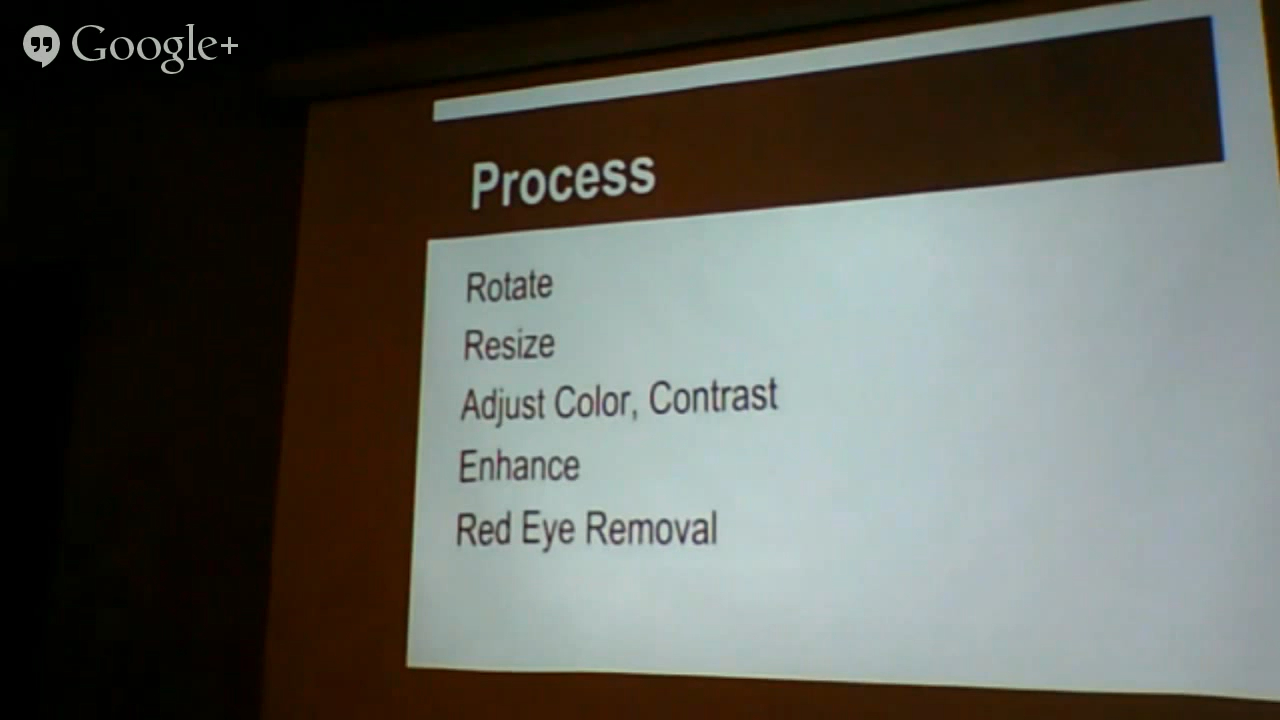 Google+
Process
Rotate
Resize
Adjust Color, Contrast
Enhance
Red Eye Removal